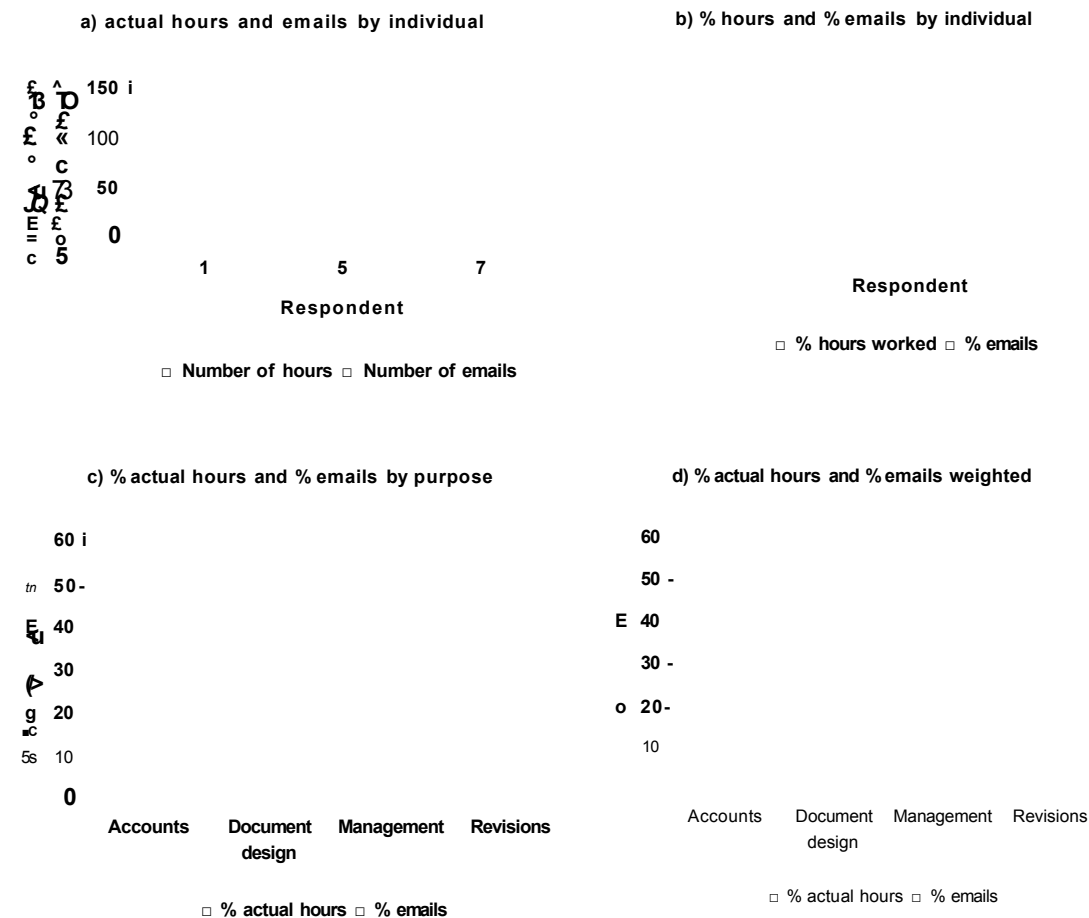 a) actual hours and emails by individual
150 i
100
50
0
1 5 7
Respondent
□ Number of hours □ Number of emails
b) % hours and % emails by individual
Respondent
□ % hours worked □ % emails
c) % actual hours and % emails by purpose
60 i
50-
40
30
20
10
0
Accounts Document Management Revisions
design
□ % actual hours □ % emails
d) % actual hours and % emails weighted
60
50 -
E 40
30 -
o 20-
10
Accounts Document Management Revisions
design
□ % actual hours □ % emails